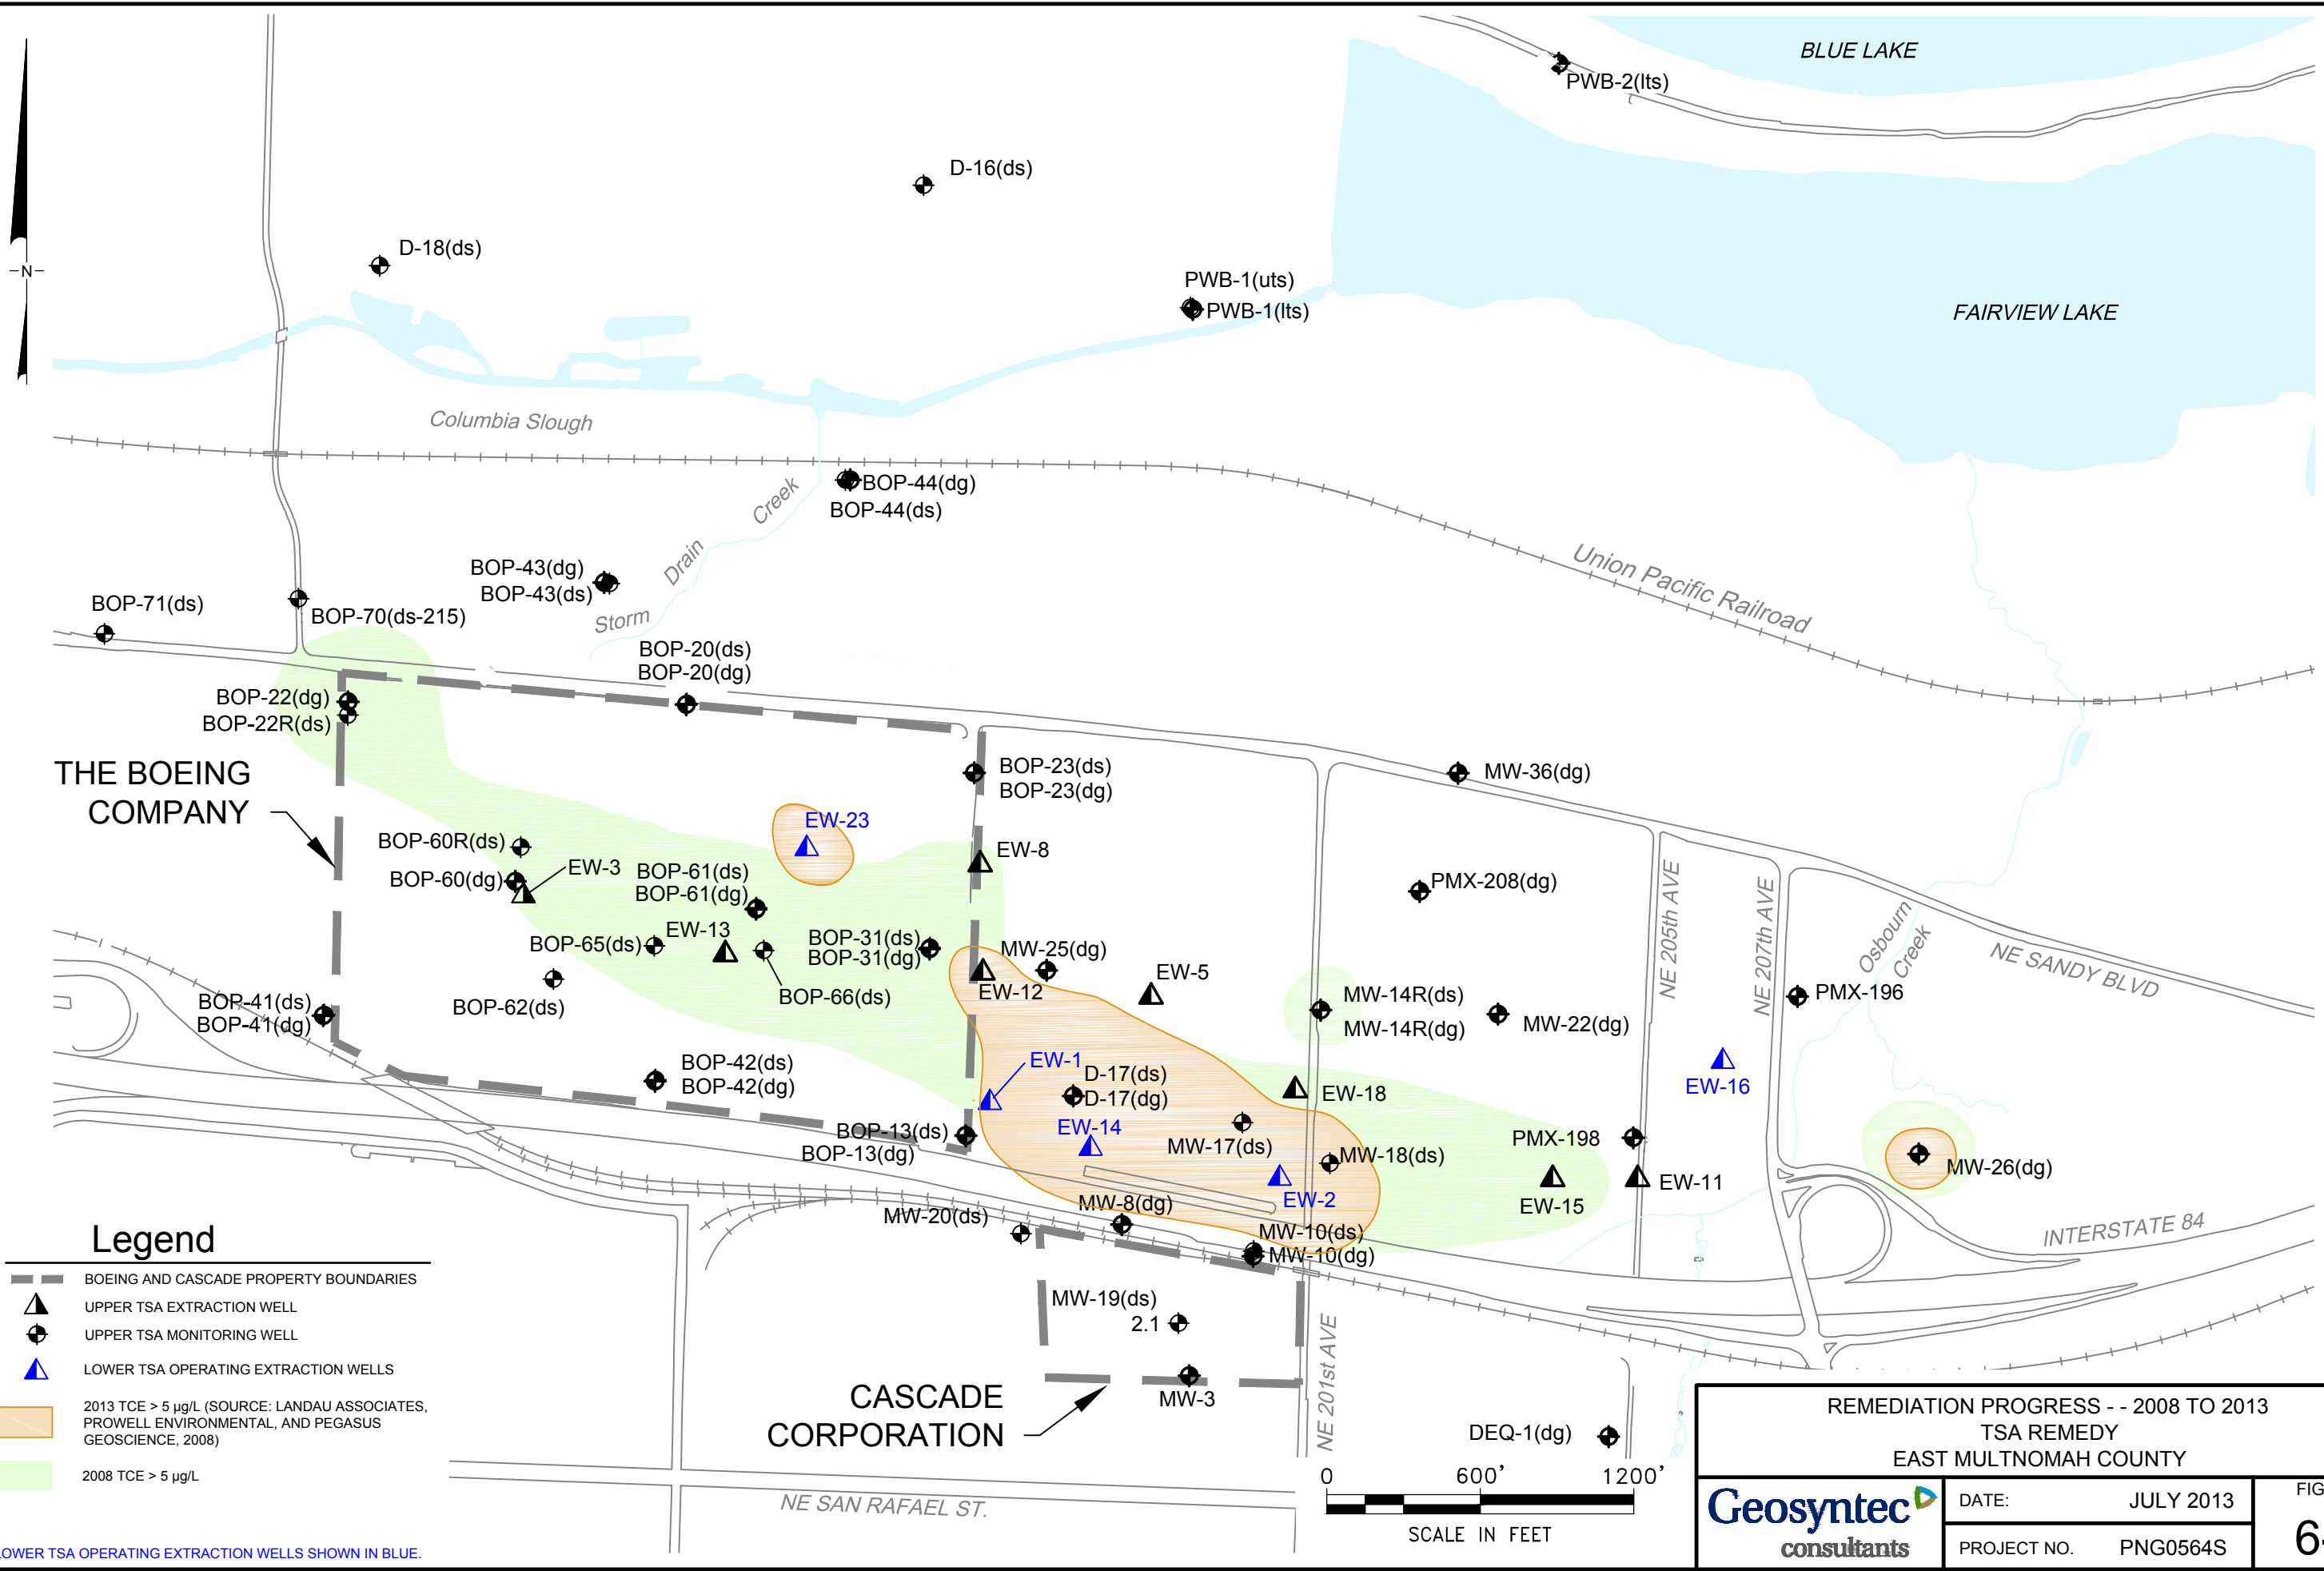 BLUE LAKE
PWB-2(lts)
D-16(ds)
D-18(ds)
-N-
PWB-1(uts)
PWB-1(lts)
FAIRVIEW LAKE
Columbia Slough
BOP-44(dg)
BOP-44(ds)
Creek
Drain
Storm
Union Pacific Railroad
BOP-43(dg)
BOP-43(ds)
BOP-71(ds)
BOP-70(ds-215)
BOP-20(ds)
BOP-20(dg)
BOP-22(dg)
BOP-22R(ds)
THE BOEING
COMPANY
BOP-23(ds)
BOP-23(dg)
MW-36(dg)
EW-23
BOP-60R(ds)
EW-8
BOP-60(dg)
EW-3
BOP-61(ds)
BOP-61(dg)
PMX-208(dg)
NE 205th AVE
NE 207th AVE
Osbourn
Creek
NE SANDY BLVD
BOP-65(ds)
EW-13
BOP-31(ds)
BOP-31(dg)
MW-25(dg)
EW-12
EW-5
BOP-62(ds)
BOP-66(ds)
BOP-41(ds)
BOP-41(dg)
MW-14R(ds)
MW-14R(dg)
MW-22(dg)
PMX-196
BOP-42(ds)
BOP-42(dg)
EW-1
D-17(ds)
D-17(dg)
EW-18
EW-16
EW-14
BOP-13(ds)
BOP-13(dg)
MW-17(ds)
MW-18(ds)
PMX-198
MW-26(dg)
EW-2
EW-15
EW-11
MW-8(dg)
MW-20(ds)
MW-10(ds)
MW-10(dg)
INTERSTATE 84
MW-19(ds)
2.1
MW-3
CASCADE
CORPORATION
NE 201st AVE
DEQ-1(dg)
NE SAN RAFAEL ST.
Legend
BOEING AND CASCADE PROPERTY BOUNDARIES
UPPER TSA EXTRACTION WELL
UPPER TSA MONITORING WELL
LOWER TSA OPERATING EXTRACTION WELLS
2013 TCE > 5 µg/L (SOURCE: LANDAU ASSOCIATES,
PROWELL ENVIRONMENTAL, AND PEGASUS
GEOSCIENCE, 2008)
2008 TCE > 5 µg/L
OWER TSA OPERATING EXTRACTION WELLS SHOWN IN BLUE.
0 600' 1200'
SCALE IN FEET
REMEDIATION PROGRESS - - 2008 TO 2013
TSA REMEDY
EAST MULTNOMAH COUNTY
Geosyntec
consultants
DATE: JULY 2013
PROJECT NO. PNG0564S
FIG
6-